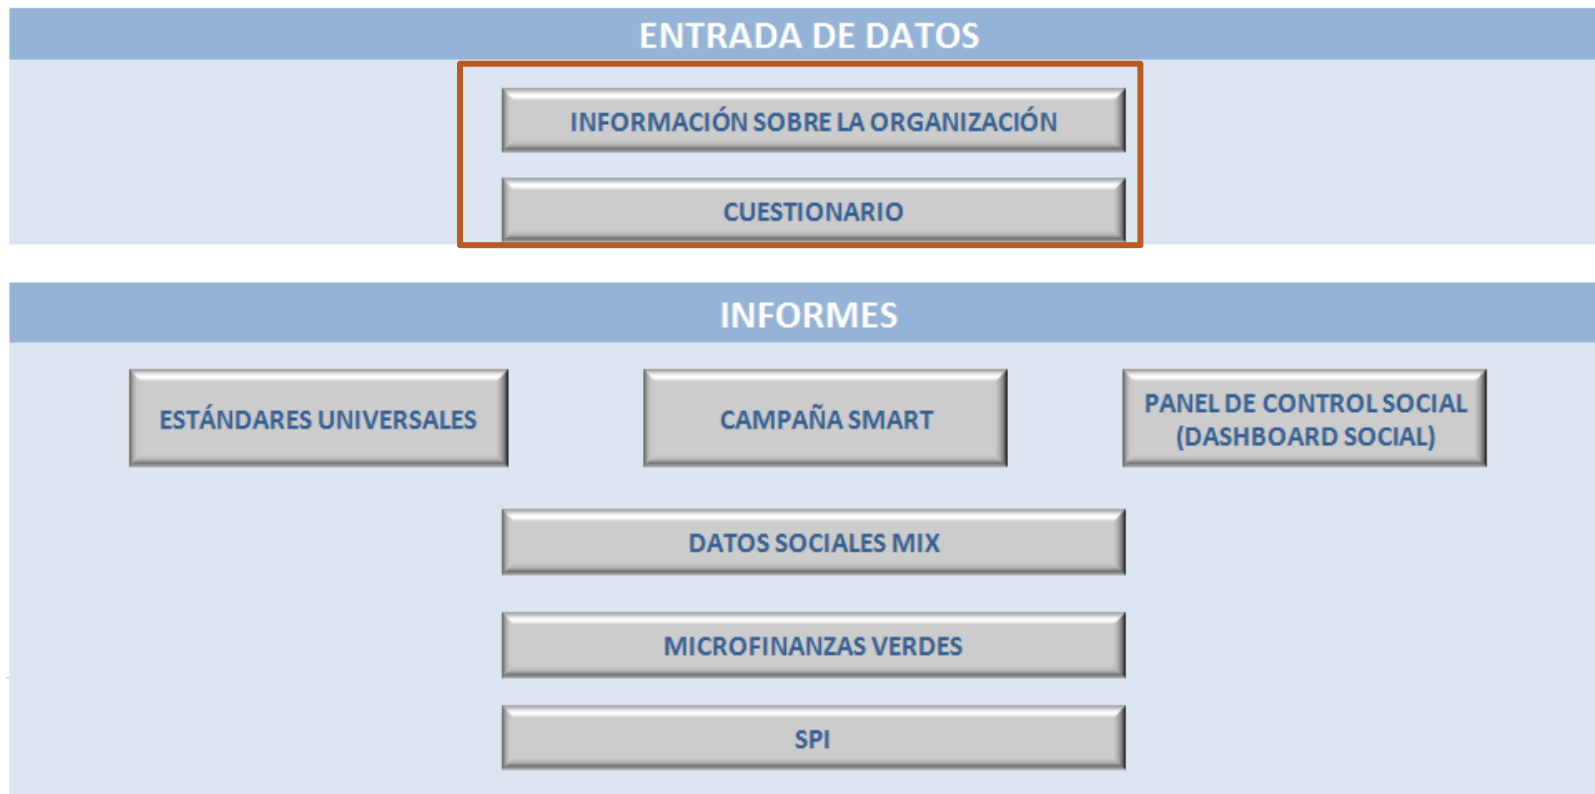 ENTRADA DE DATOS
INFORMACIÓN SOBRE LA ORGANIZACIÓN
CUESTIONARIO
INFORMES
ESTÁNDARES UNIVERSALES
CAMPAÑA SMART
PANEL DE CONTROL SOCIAL
(DASHBOARD SOCIAL)
DATOS SOCIALES MIX
MICROFINANZAS VERDES
SPI